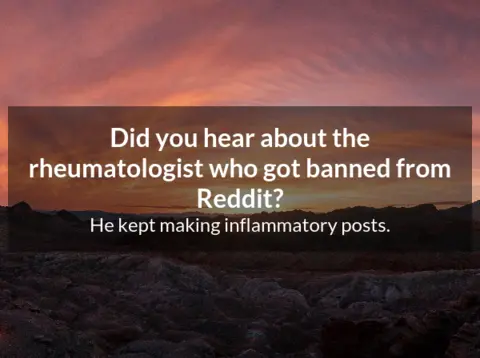 Did you hear about the
rheumatologist who got banned from
Reddit?
He kept making inflammatory posts.